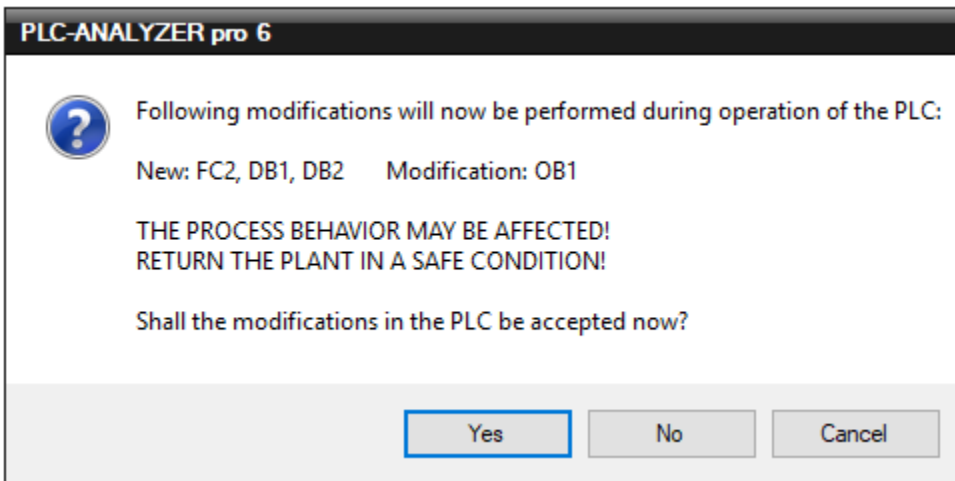 PLC-ANALYZER pro 6
Following modifications will now be performed during operation of the PLC:
New: FC2, DB1, DB2 Modification: OB1
THE PROCESS BEHAVIOR MAY BE AFFECTED!
RETURN THE PLANT IN A SAFE CONDITION!
Shall the modifications in the PLC be accepted now?
Yes No Cancel